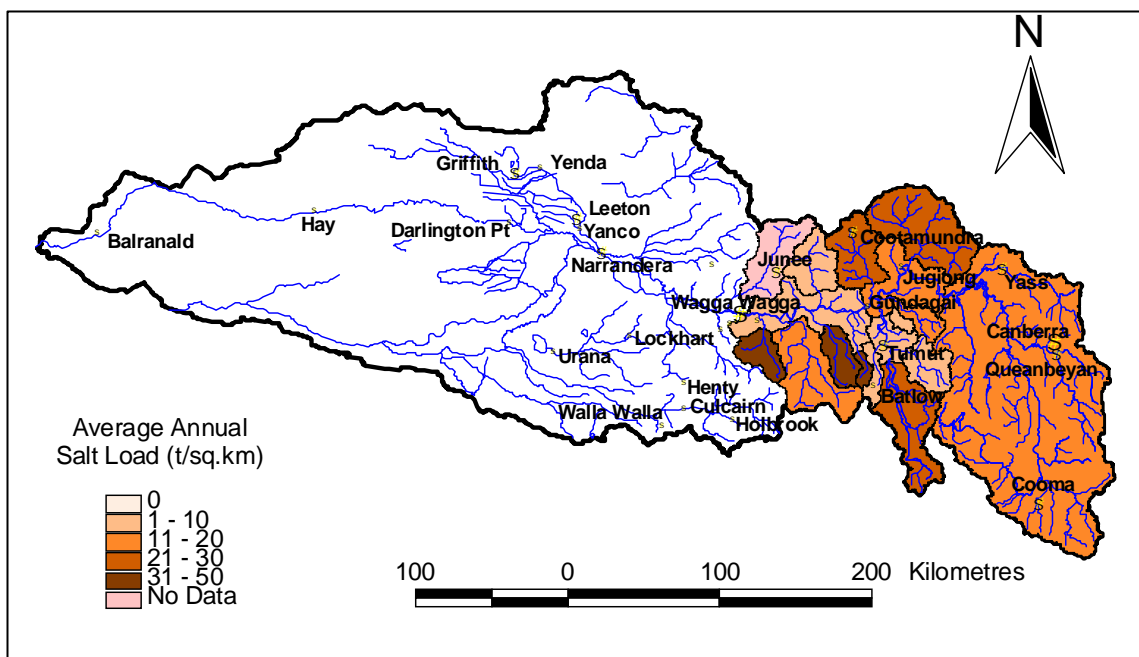 N
Griffith
Yenda
Leeton
Hay
Darlington Pt
Yanco
Balranald
Narrandera
Cootamundra
Junee
Jugiong
Yass
Wagga Wagga
Gundagai
Lockhart
Canberra
Urana
Tumut
Queanbeyan
Henty
Batlow
Walla Walla
Culcairn
Holbrook
Cooma
Average Annual
Salt Load (t/sq.km)
0
1 - 10
11 - 20
21 - 30
31 - 50
No Data
100 0 100 200 Kilometres